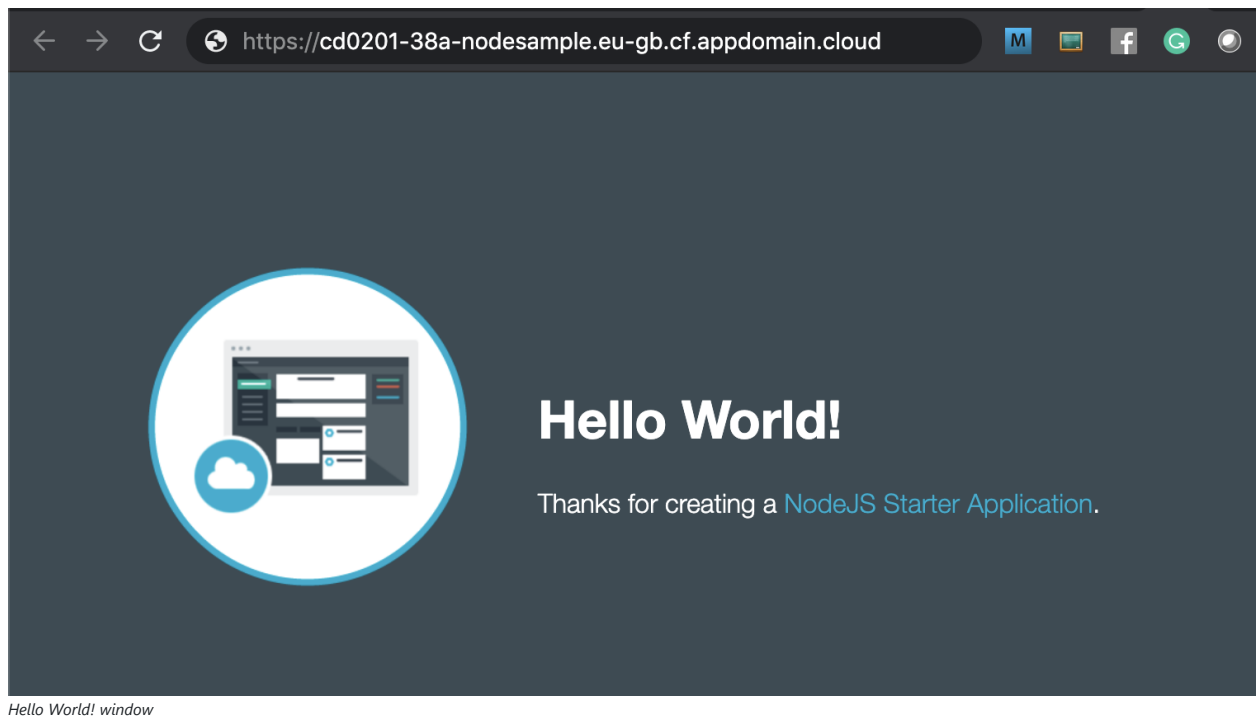 https://cd0201-38a-nodesample.eu-gb.cf.appdomain.cloud
M
f
G
Hello World!
Thanks for creating a NodeJS Starter Application.
Hello World! window